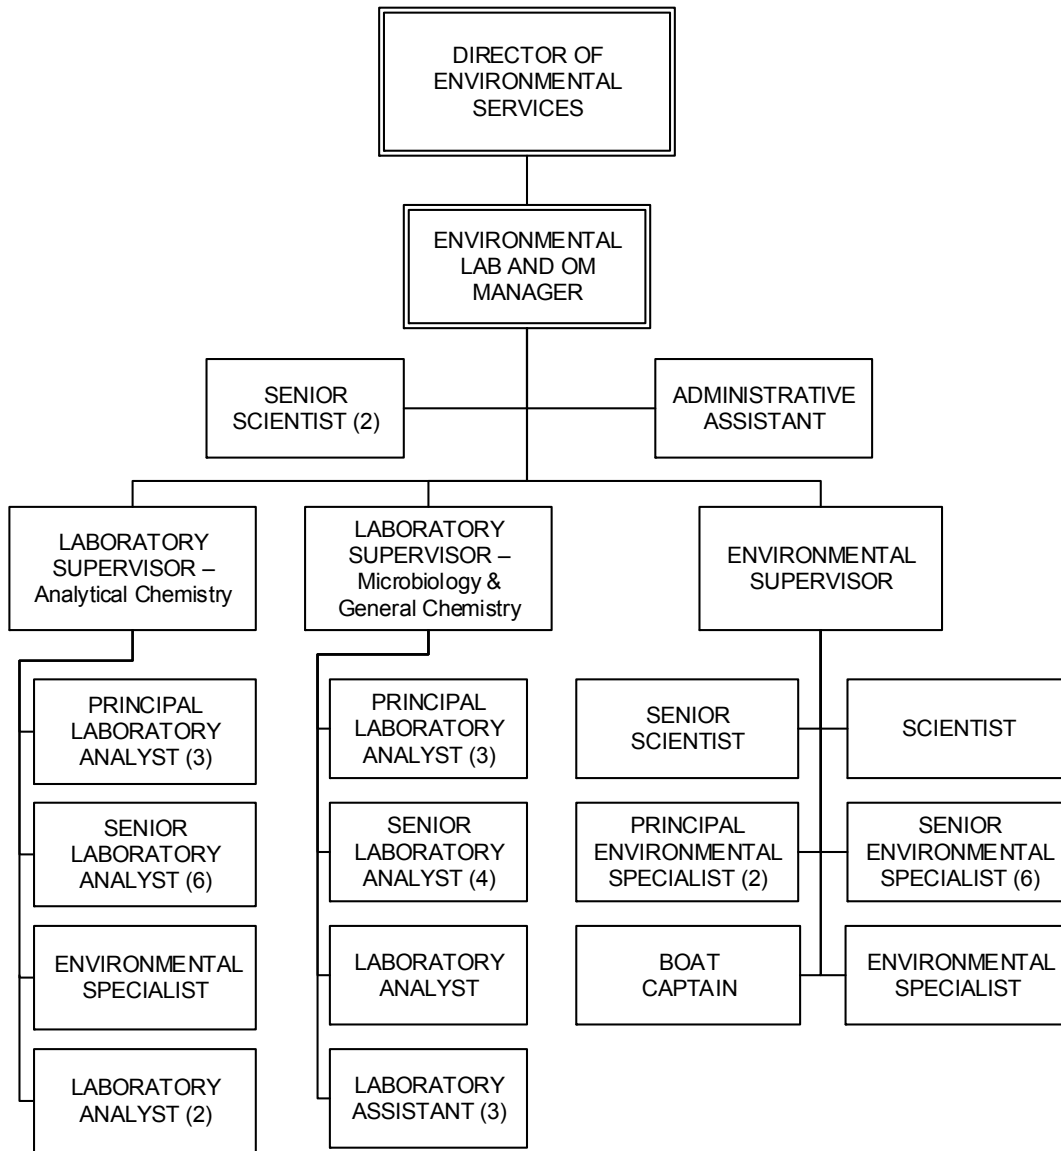 DIRECTOR OF
ENVIRONMENTAL
SERVICES
ENVIRONMENTAL
LAB AND OM
MANAGER
SENIOR
SCIENTIST (2)
ADMINISTRATIVE
ASSISTANT
LABORATORY
SUPERVISOR –
Analytical Chemistry
LABORATORY
SUPERVISOR –
Microbiology &
General Chemistry
ENVIRONMENTAL
SUPERVISOR
PRINCIPAL
LABORATORY
ANALYST (3)
SENIOR
LABORATORY
ANALYST (6)
ENVIRONMENTAL
SPECIALIST
LABORATORY
ANALYST (2)
PRINCIPAL
LABORATORY
ANALYST (3)
SENIOR
LABORATORY
ANALYST (4)
LABORATORY
ANALYST
LABORATORY
ASSISTANT (3)
SENIOR
SCIENTIST
SCIENTIST
PRINCIPAL
ENVIRONMENTAL
SPECIALIST (2)
SENIOR
ENVIRONMENTAL
SPECIALIST (6)
BOAT
CAPTAIN
ENVIRONMENTAL
SPECIALIST